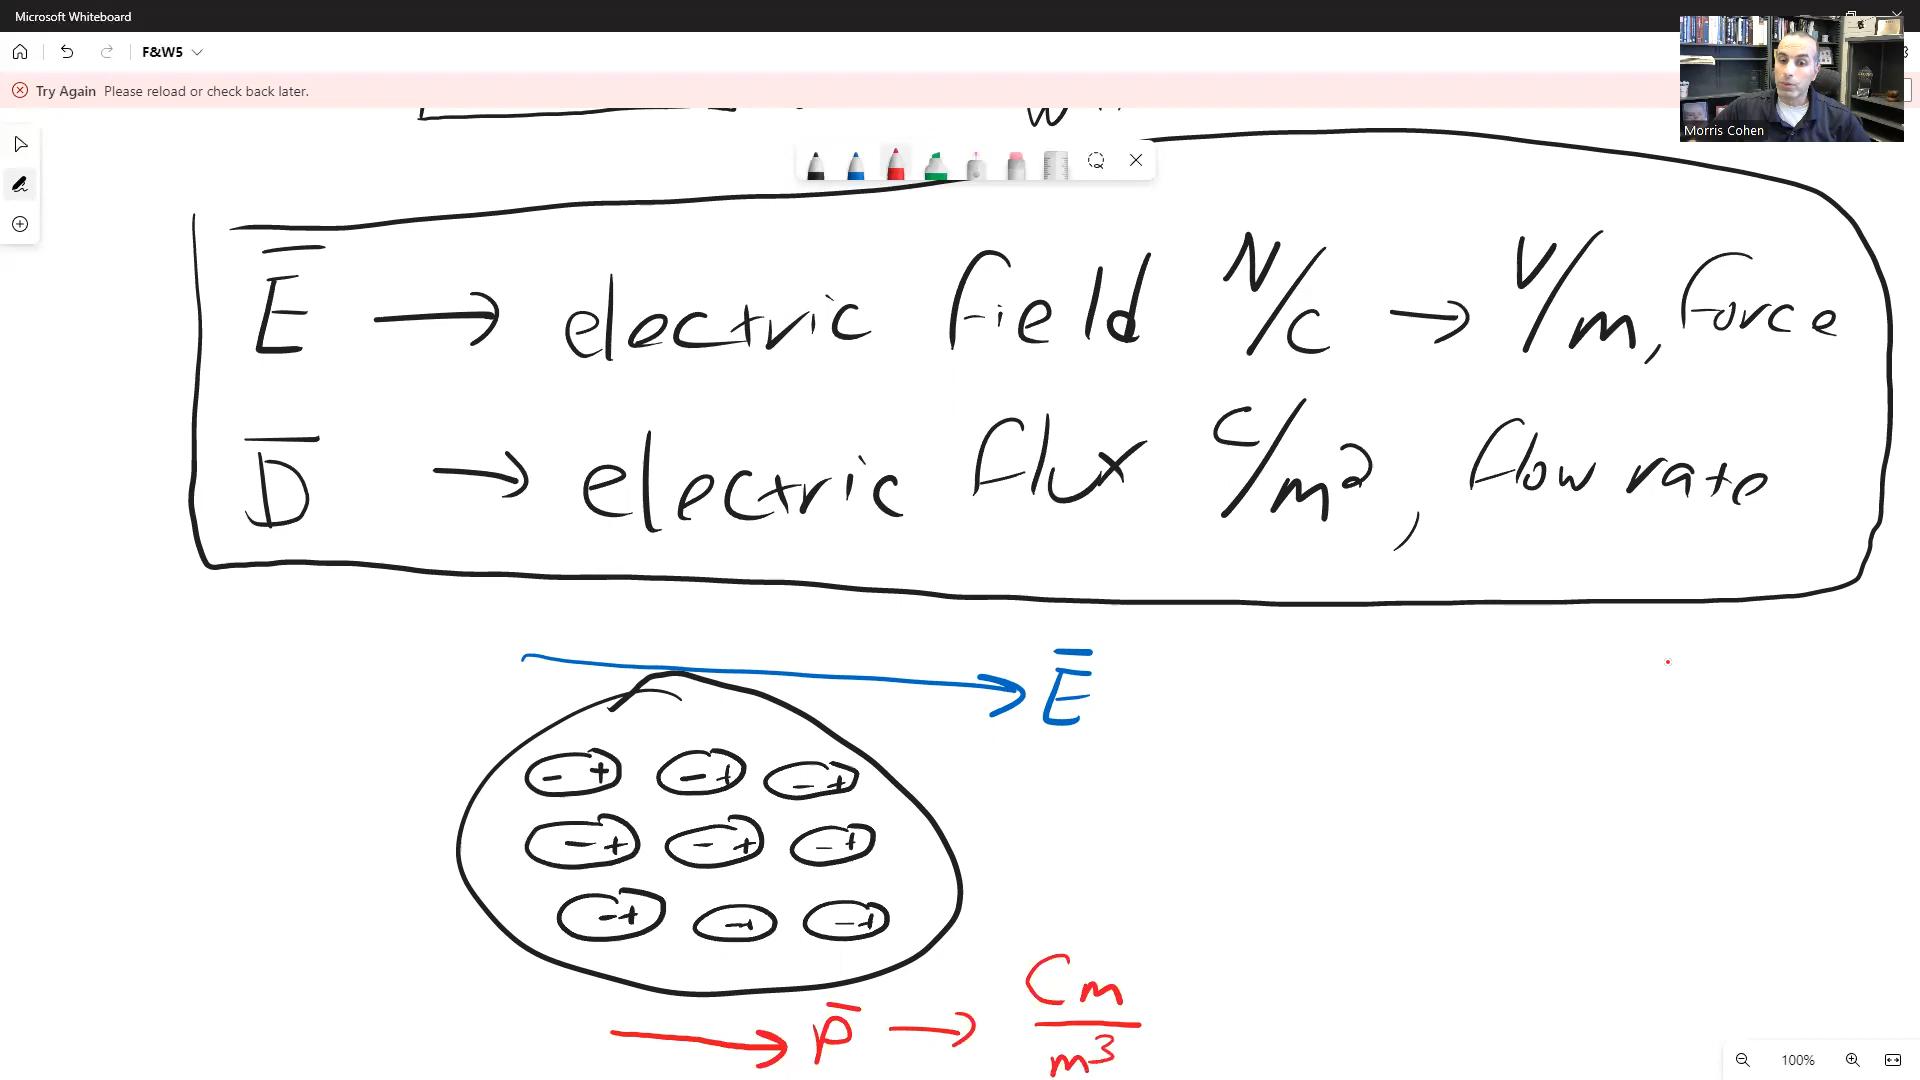 Microsoft Whiteboard
F&W5
Try Again Please reload or check back later.
Morris Cohen
E̅ → electric field N/C → V/m, force
D̅ → electric flux C/m², flow rate
E̅
- + - + - +
- + - + - +
- + - + - +
P̅ → Cm/m³
100%